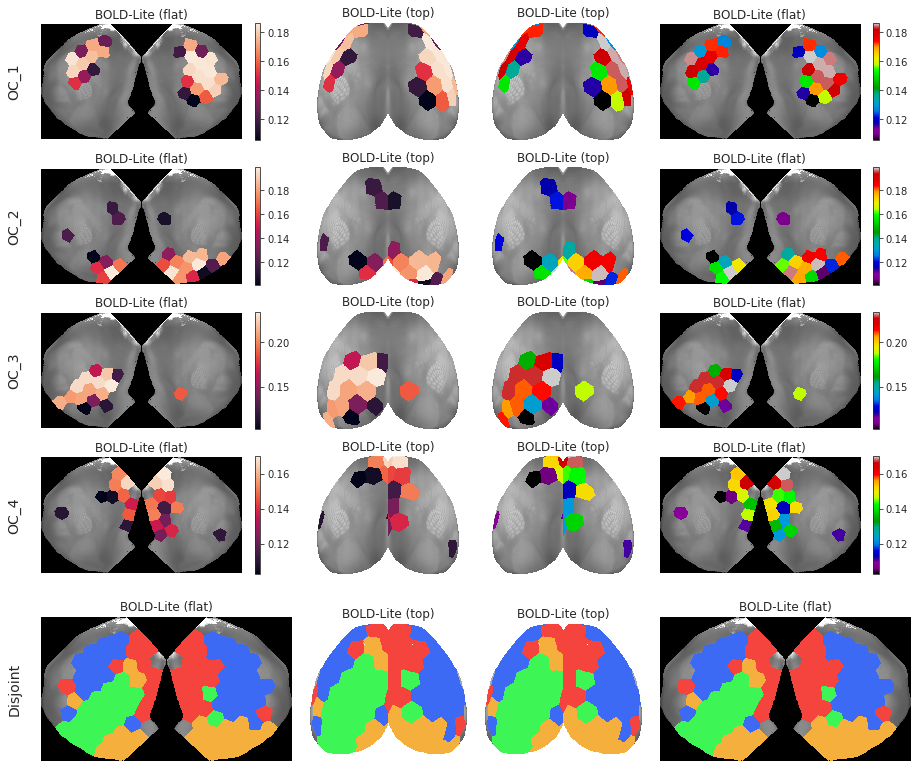 BOLD-Lite (flat) BOLD-Lite (top) BOLD-Lite (top) BOLD-Lite (flat)
OC_1
0.18 0.18
0.16 0.16
0.14 0.14
0.12 0.12
BOLD-Lite (flat) BOLD-Lite (top) BOLD-Lite (top) BOLD-Lite (flat)
OC_2
0.18 0.18
0.16 0.16
0.14 0.14
0.12 0.12
BOLD-Lite (flat) BOLD-Lite (top) BOLD-Lite (top) BOLD-Lite (flat)
OC_3
0.20 0.20
0.15 0.15
BOLD-Lite (flat) BOLD-Lite (top) BOLD-Lite (top) BOLD-Lite (flat)
OC_4
0.16 0.16
0.14 0.14
0.12 0.12
BOLD-Lite (flat) BOLD-Lite (top) BOLD-Lite (top) BOLD-Lite (flat)
Disjoint